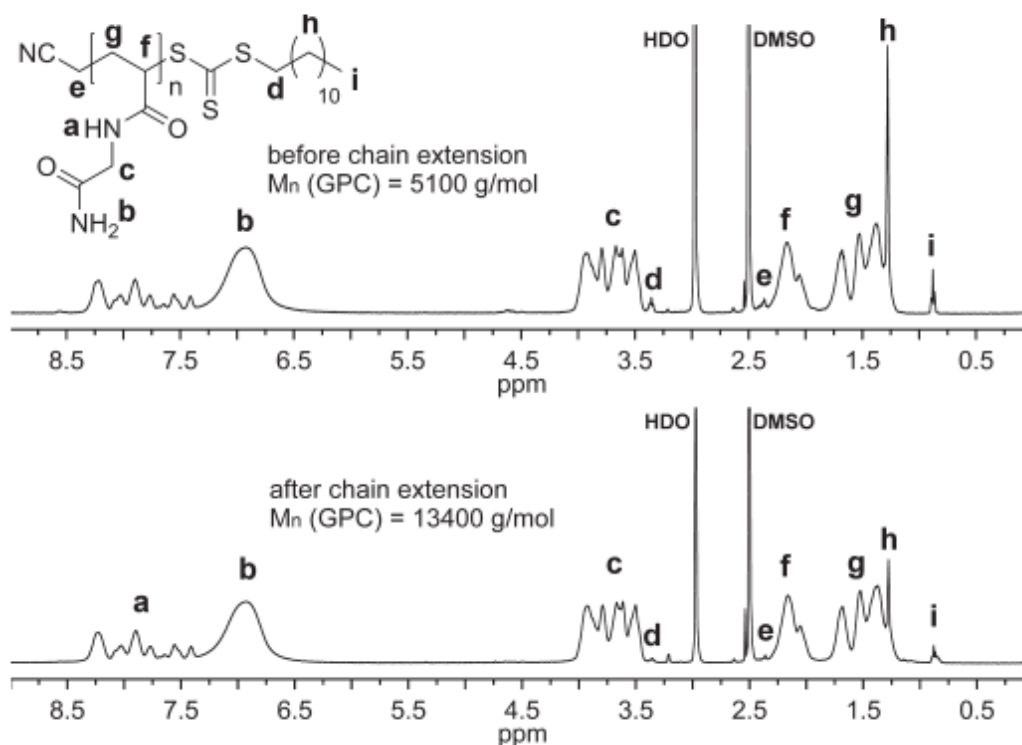 h
g
f
NC
S
S
e
n
d
10
i
S
a
HN
O
O
c
NH2
b
before chain extension
Mn (GPC) = 5100 g/mol
HDO
DMSO
h
b
c
d
e
f
g
i
8.5 7.5 6.5 5.5 4.5 3.5 2.5 1.5 0.5
ppm
HDO
DMSO
after chain extension
Mn (GPC) = 13400 g/mol
a
b
c
d
e
f
g
h
i
8.5 7.5 6.5 5.5 4.5 3.5 2.5 1.5 0.5
ppm